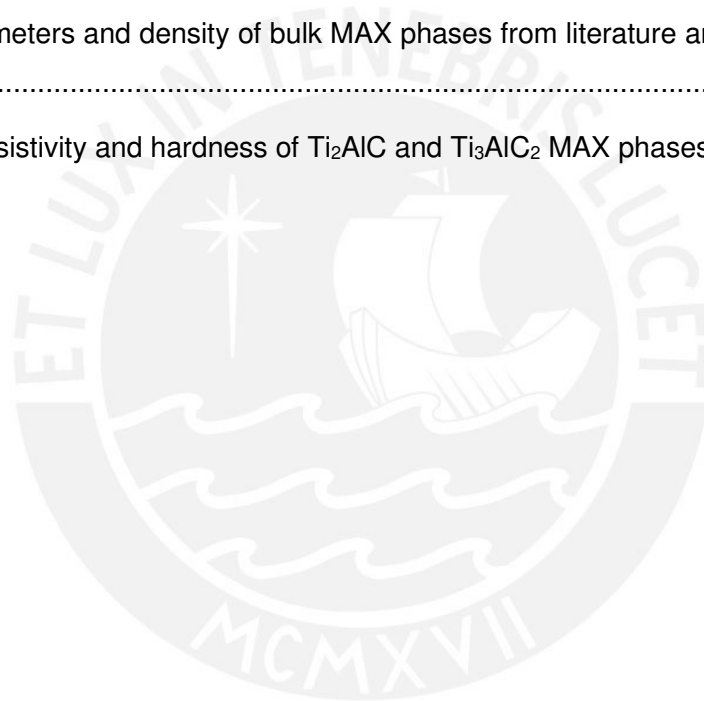 meters and density of bulk MAX phases from literature
................................................................................
sistivity and hardness of Ti₂AlC and Ti₃AlC₂ MAX phases
ET LUX IN TENEBRIS LUCET
MCMXVII